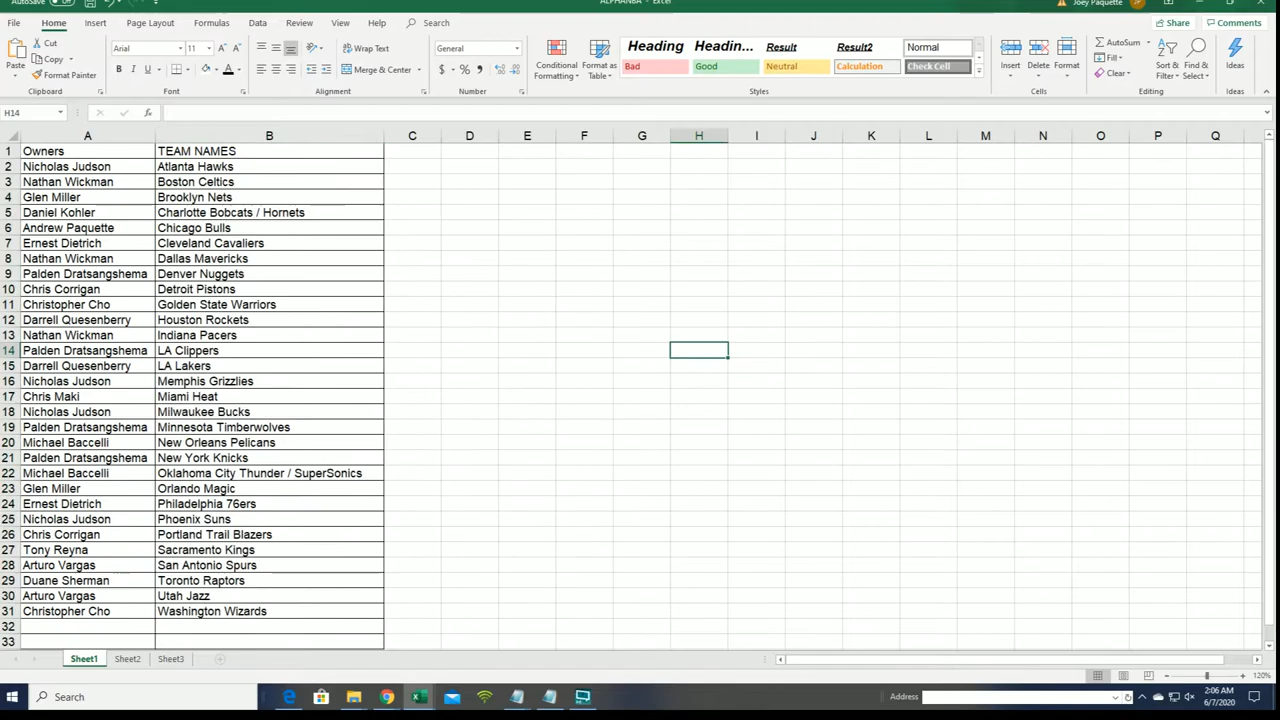 AutoSave Off
ALPHANBA - Excel
Joey Paquette JP
File Home Insert Page Layout Formulas Data Review View Help Search Share Comments
Paste Cut Copy Format Painter Clipboard
Arial 11 B I U A Font
Wrap Text Merge & Center Alignment
General $ % , Number
Conditional Formatting Format as Table
Heading Headin... Result Result2 Normal
Bad Good Neutral Calculation Check Cell
Styles
Insert Delete Format Cells
AutoSum Fill Clear Sort & Filter Find & Select Editing
Ideas Ideas
H14 fx
A B C D E F G H I J K L M N O P Q
1 Owners TEAM NAMES
2 Nicholas Judson Atlanta Hawks
3 Nathan Wickman Boston Celtics
4 Glen Miller Brooklyn Nets
5 Daniel Kohler Charlotte Bobcats / Hornets
6 Andrew Paquette Chicago Bulls
7 Ernest Dietrich Cleveland Cavaliers
8 Nathan Wickman Dallas Mavericks
9 Palden Dratsangshema Denver Nuggets
10 Chris Corrigan Detroit Pistons
11 Christopher Cho Golden State Warriors
12 Darrell Quesenberry Houston Rockets
13 Nathan Wickman Indiana Pacers
14 Palden Dratsangshema LA Clippers
15 Darrell Quesenberry LA Lakers
16 Nicholas Judson Memphis Grizzlies
17 Chris Maki Miami Heat
18 Nicholas Judson Milwaukee Bucks
19 Palden Dratsangshema Minnesota Timberwolves
20 Michael Baccelli New Orleans Pelicans
21 Palden Dratsangshema New York Knicks
22 Michael Baccelli Oklahoma City Thunder / SuperSonics
23 Glen Miller Orlando Magic
24 Ernest Dietrich Philadelphia 76ers
25 Nicholas Judson Phoenix Suns
26 Chris Corrigan Portland Trail Blazers
27 Tony Reyna Sacramento Kings
28 Arturo Vargas San Antonio Spurs
29 Duane Sherman Toronto Raptors
30 Arturo Vargas Utah Jazz
31 Christopher Cho Washington Wizards
32
33
Sheet1 Sheet2 Sheet3
120%
Search
Address
2:06 AM
6/7/2020